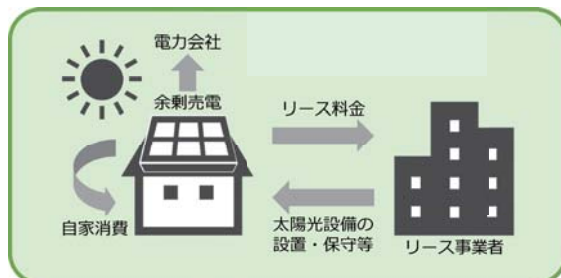 電力会社
余剰売電
リース料金
自家消費
太陽光設備の
設置・保守等
リース事業者